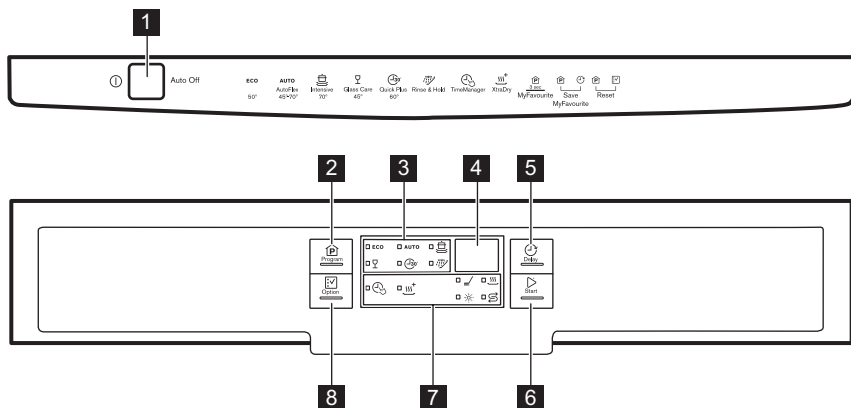 1
Auto Off
ECO AUTO
AutoFlex Intensive Glass Care Quick Plus Rinse & Hold TimeManager XtraDry
50° 45°-70° 70° 45° 60°
3 sec.
MyFavourite Save Reset
MyFavourite
2 3 4 5
Program ECO AUTO Delay
30'
Option Start
8 7 6